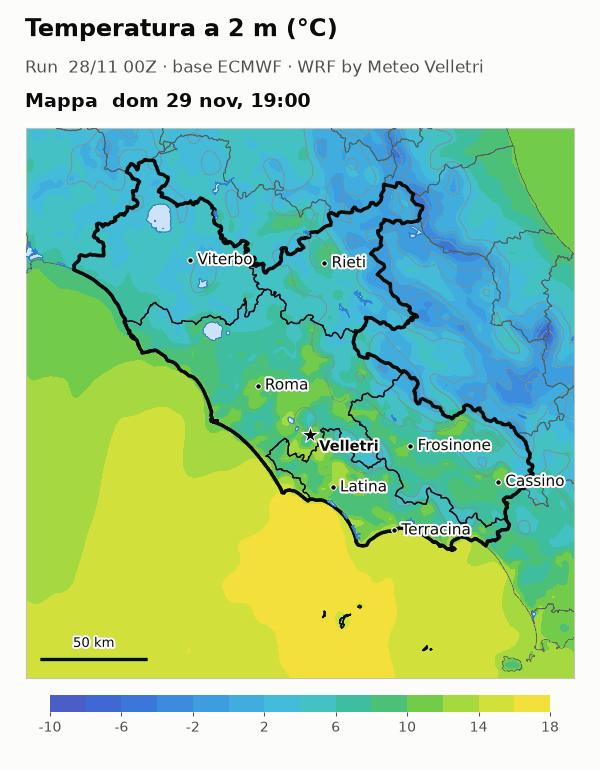 Temperatura a 2 m (°C)
Run  28/11 00Z · base ECMWF · WRF by Meteo Velletri
Mappa  dom 29 nov, 19:00
Viterbo
Rieti
Roma
Velletri
Frosinone
Cassino
Latina
Terracina
50 km
-10 -6 -2 2 6 10 14 18